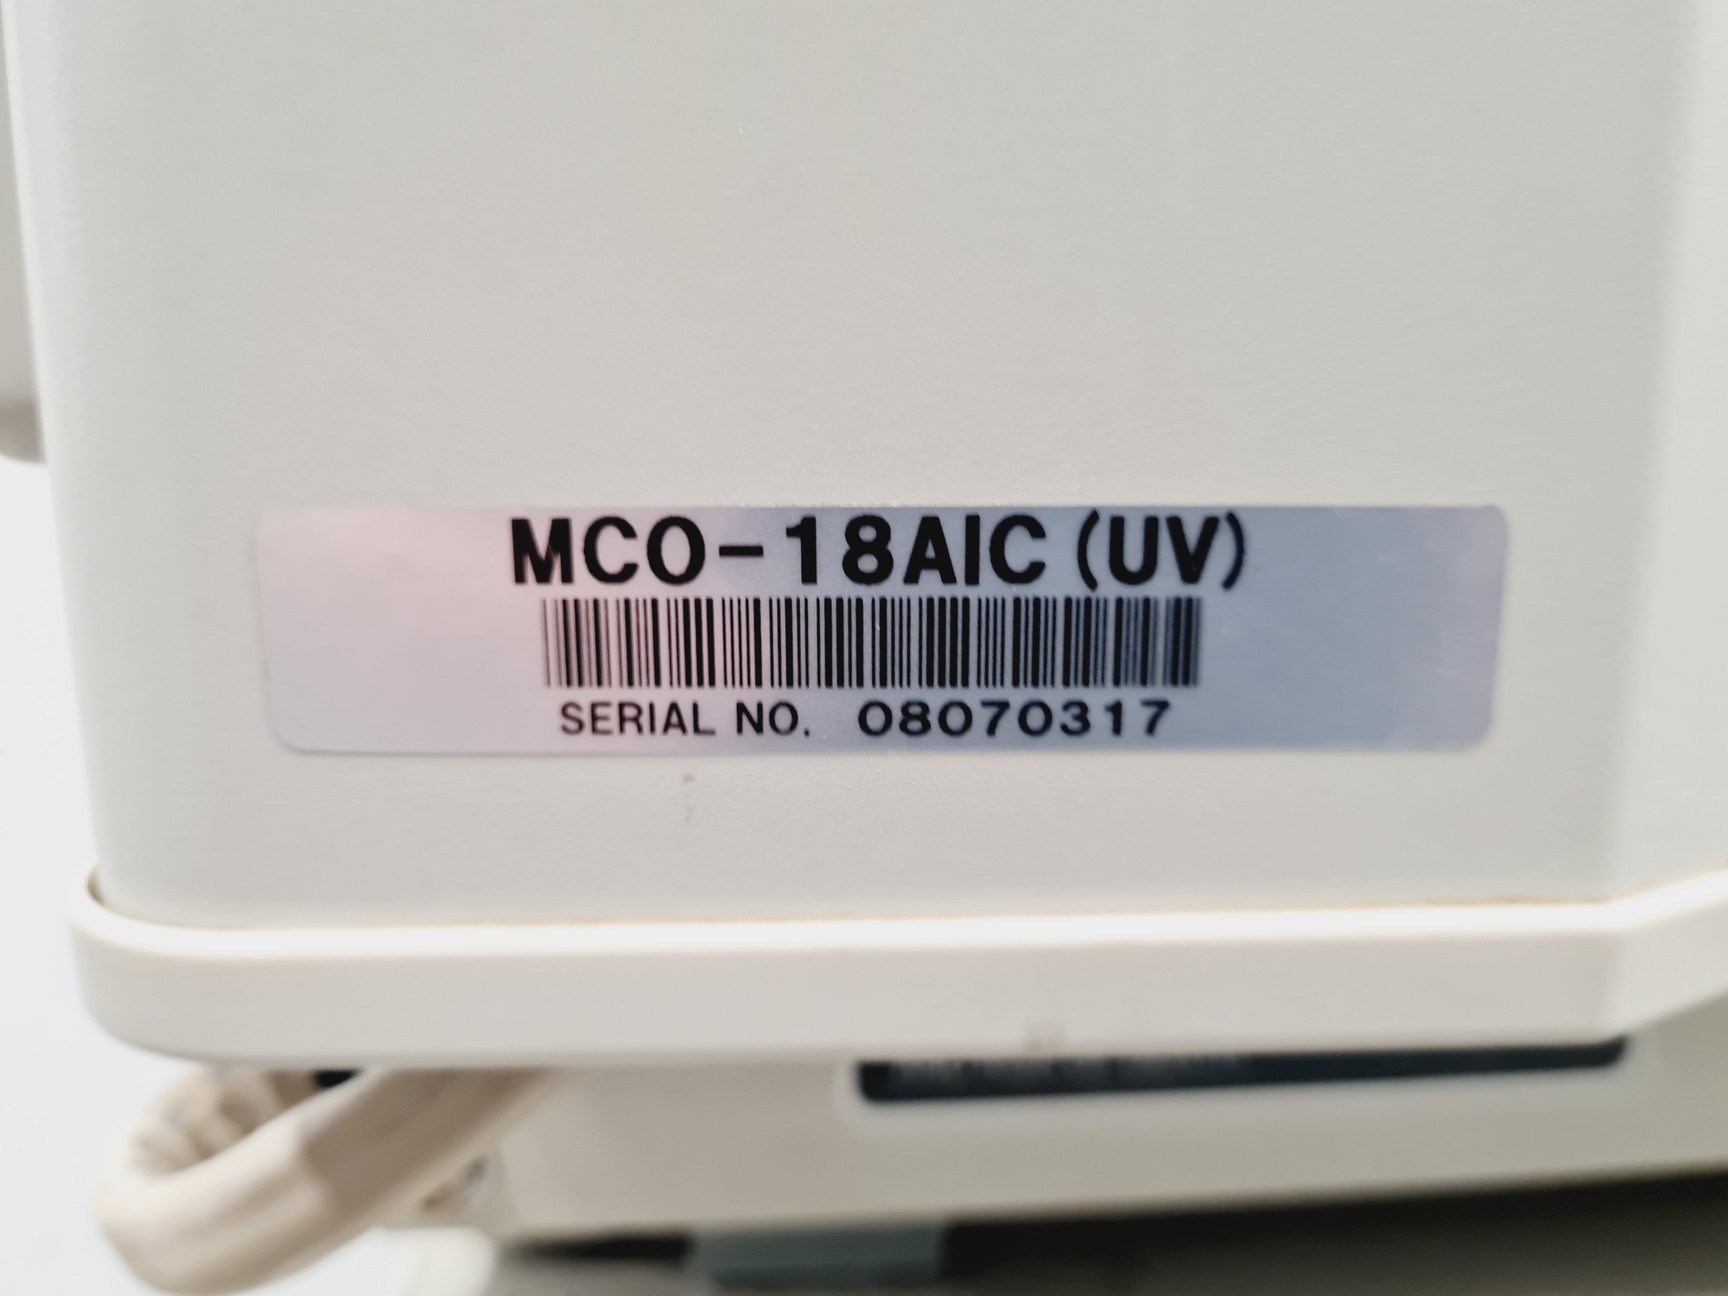 MCO-18AIC (UV)
SERIAL NO. 08070317